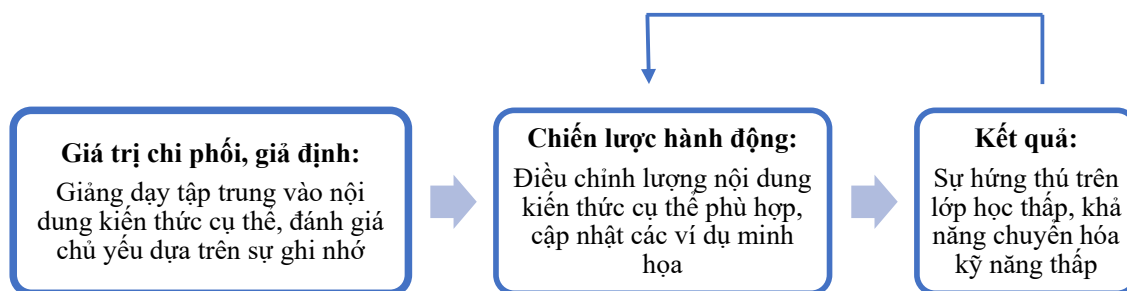 Giá trị chi phối, giả định:
Giảng dạy tập trung vào nội
dung kiến thức cụ thể, đánh giá
chủ yếu dựa trên sự ghi nhớ
Chiến lược hành động:
Điều chỉnh lượng nội dung
kiến thức cụ thể phù hợp,
cập nhật các ví dụ minh
họa
Kết quả:
Sự hứng thú trên
lớp học thấp, khả
năng chuyển hóa
kỹ năng thấp